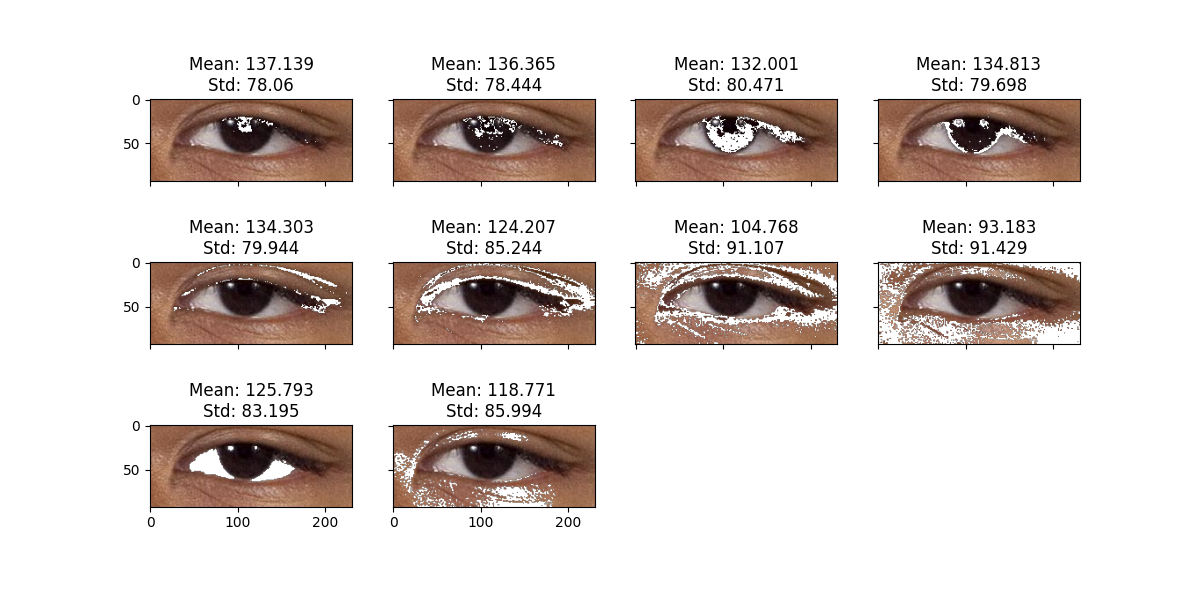 Mean: 137.139
Std: 78.06
Mean: 136.365
Std: 78.444
Mean: 132.001
Std: 80.471
Mean: 134.813
Std: 79.698
0
50
Mean: 134.303
Std: 79.944
Mean: 124.207
Std: 85.244
Mean: 104.768
Std: 91.107
Mean: 93.183
Std: 91.429
0
50
Mean: 125.793
Std: 83.195
Mean: 118.771
Std: 85.994
0
50
0 100 200
0 100 200